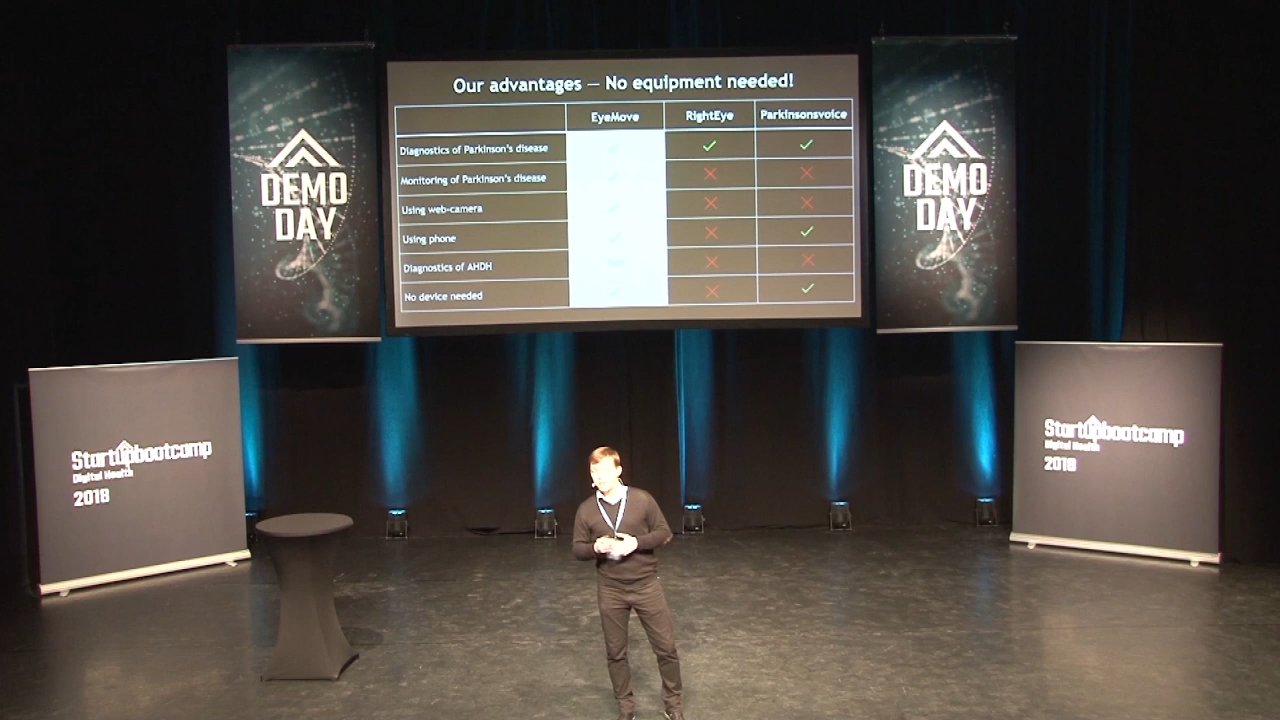 Our advantages — No equipment needed!
EyeMove RightEye Parkinsonsvoice
Diagnostics of Parkinson's disease ✓ ✓ ✓
Monitoring of Parkinson's disease ✓ ✗ ✗
Using web-camera ✓ ✗ ✗
Using phone ✓ ✗ ✓
Diagnostics of AHDH ✓ ✗ ✗
No device needed ✓ ✗ ✓
DEMO
DAY
DEMO
DAY
Startupbootcamp
Digital Health
2018
Startupbootcamp
Digital Health
2018